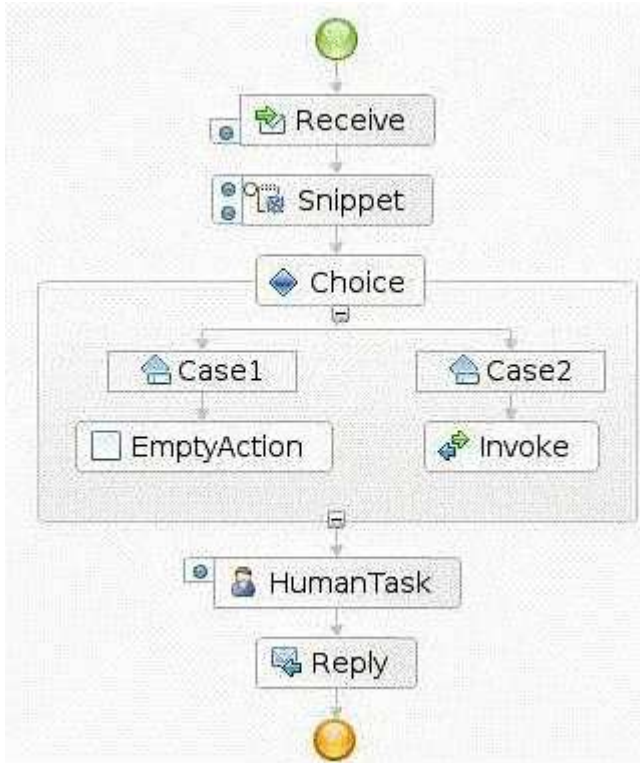 Receive
Snippet
Choice
Case1 Case2
EmptyAction Invoke
HumanTask
Reply